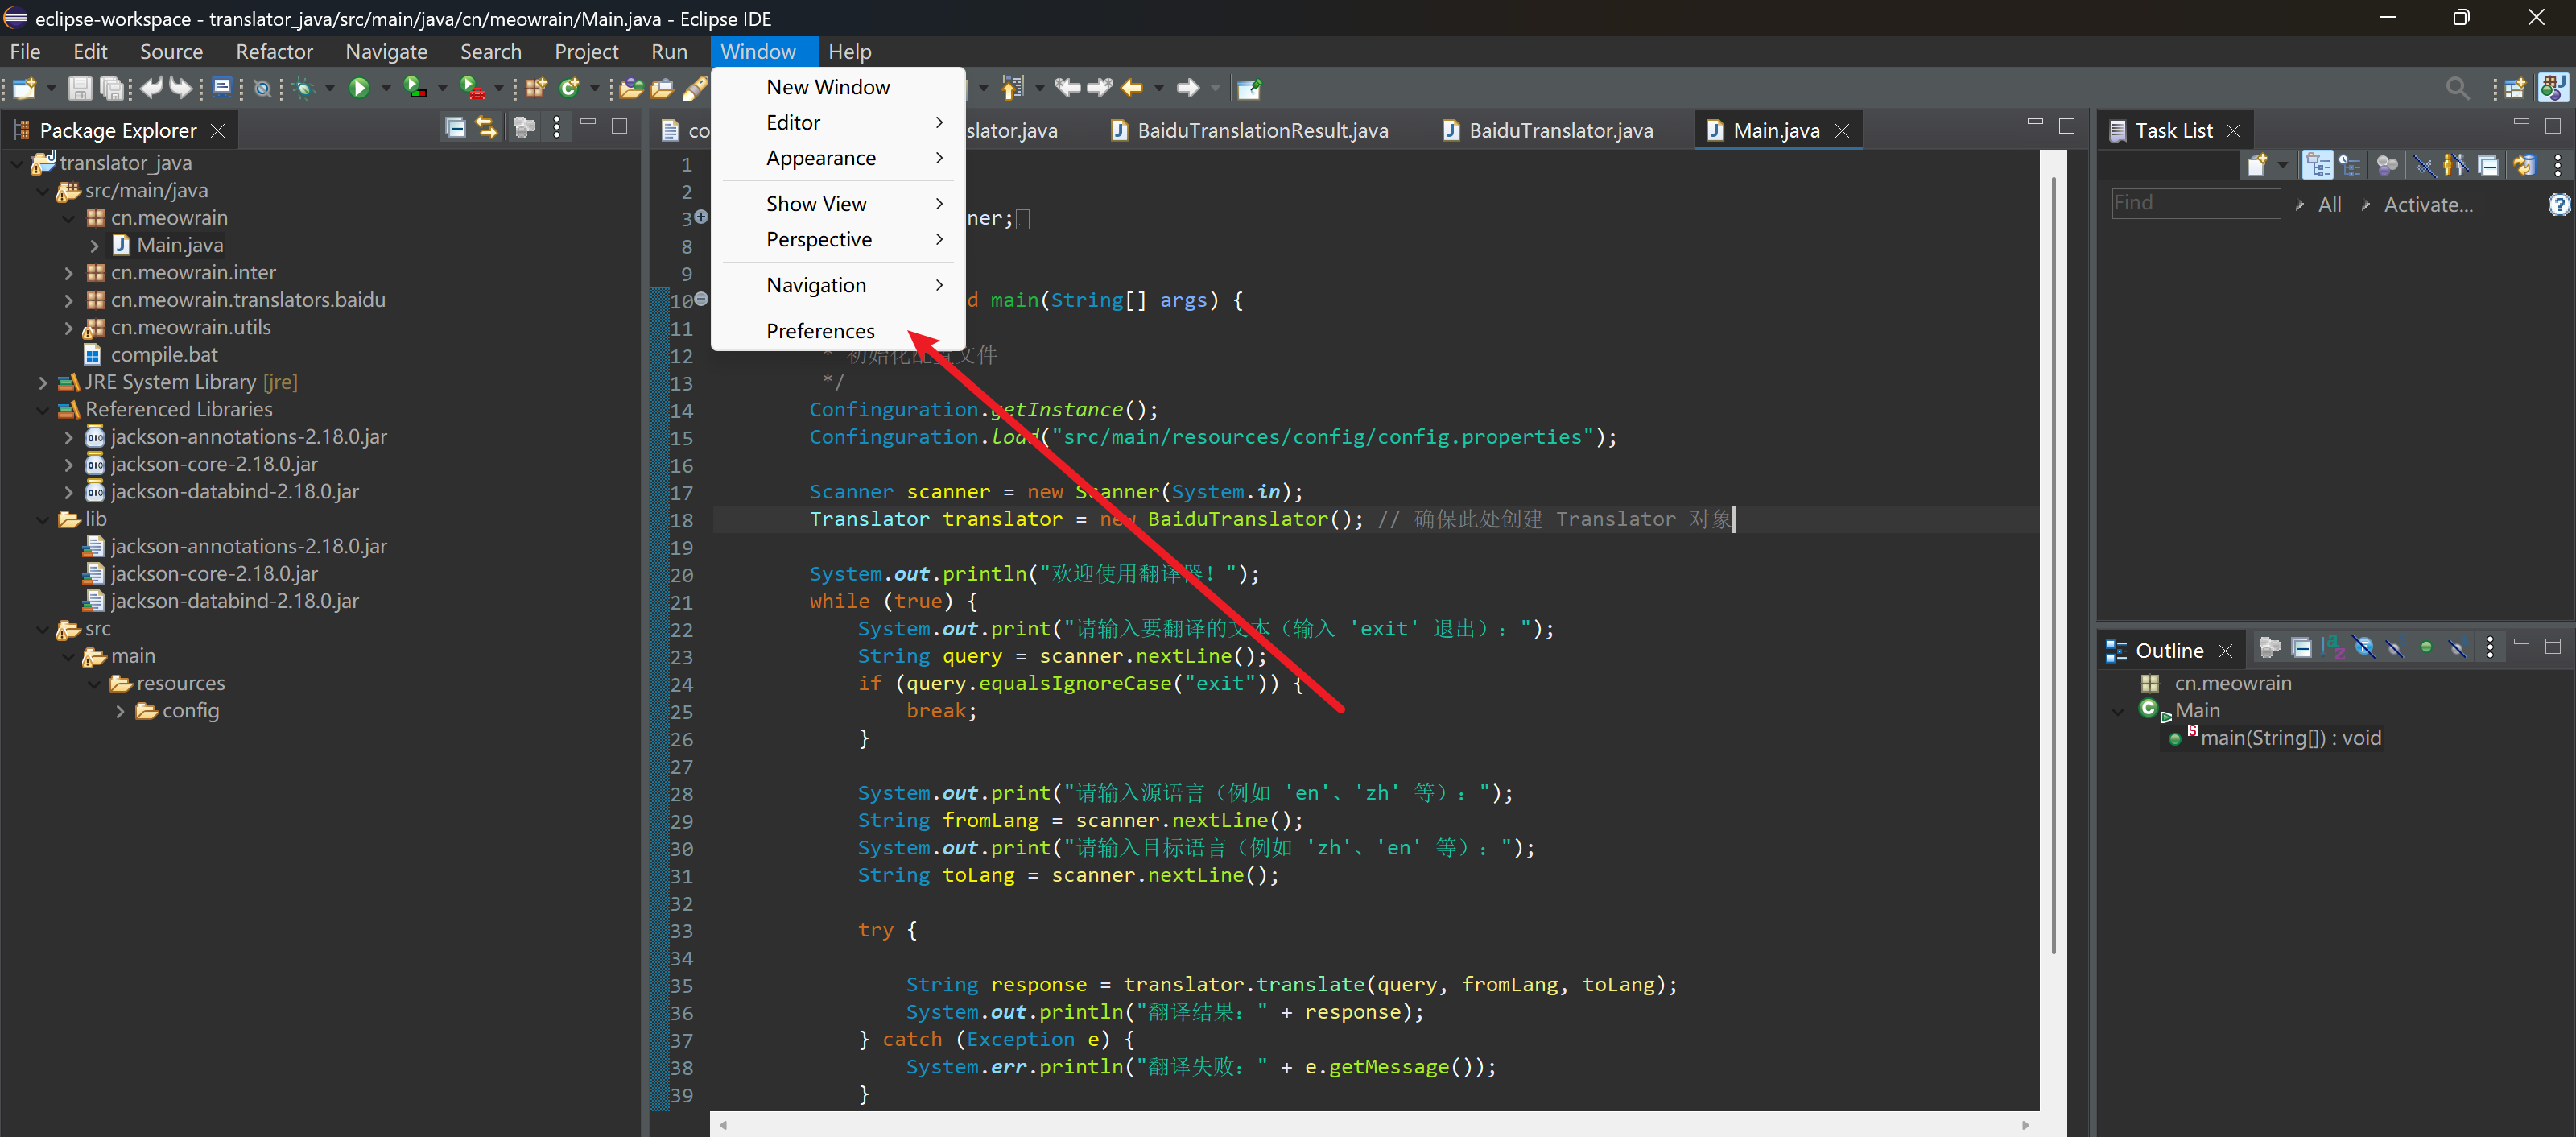 eclipse-workspace - translator_java/src/main/java/cn/meowrain/Main.java - Eclipse IDE
File Edit Source Refactor Navigate Search Project Run Window Help
New Window
Editor
Appearance
Show View
Perspective
Navigation
Preferences
Package Explorer
translator_java
src/main/java
cn.meowrain
Main.java
cn.meowrain.inter
cn.meowrain.translators.baidu
cn.meowrain.utils
compile.bat
JRE System Library [jre]
Referenced Libraries
jackson-annotations-2.18.0.jar
jackson-core-2.18.0.jar
jackson-databind-2.18.0.jar
lib
jackson-annotations-2.18.0.jar
jackson-core-2.18.0.jar
jackson-databind-2.18.0.jar
src
main
resources
config
co slator.java BaiduTranslationResult.java BaiduTranslator.java Main.java
1
2
3 ner;
8
9
10 d main(String[] args) {
11
12 * 初始化配置文件
13 */
14 Confinguration.getInstance();
15 Confinguration.load("src/main/resources/config/config.properties");
16
17 Scanner scanner = new Scanner(System.in);
18 Translator translator = new BaiduTranslator(); // 确保此处创建 Translator 对象
19
20 System.out.println("欢迎使用翻译器！");
21 while (true) {
22 System.out.print("请输入要翻译的文本（输入 'exit' 退出）：");
23 String query = scanner.nextLine();
24 if (query.equalsIgnoreCase("exit")) {
25 break;
26 }
27
28 System.out.print("请输入源语言（例如 'en'、'zh' 等）：");
29 String fromLang = scanner.nextLine();
30 System.out.print("请输入目标语言（例如 'zh'、'en' 等）：");
31 String toLang = scanner.nextLine();
32
33 try {
34
35 String response = translator.translate(query, fromLang, toLang);
36 System.out.println("翻译结果：" + response);
37 } catch (Exception e) {
38 System.err.println("翻译失败：" + e.getMessage());
39 }
Task List
Find All Activate...
Outline
cn.meowrain
Main
main(String[]) : void